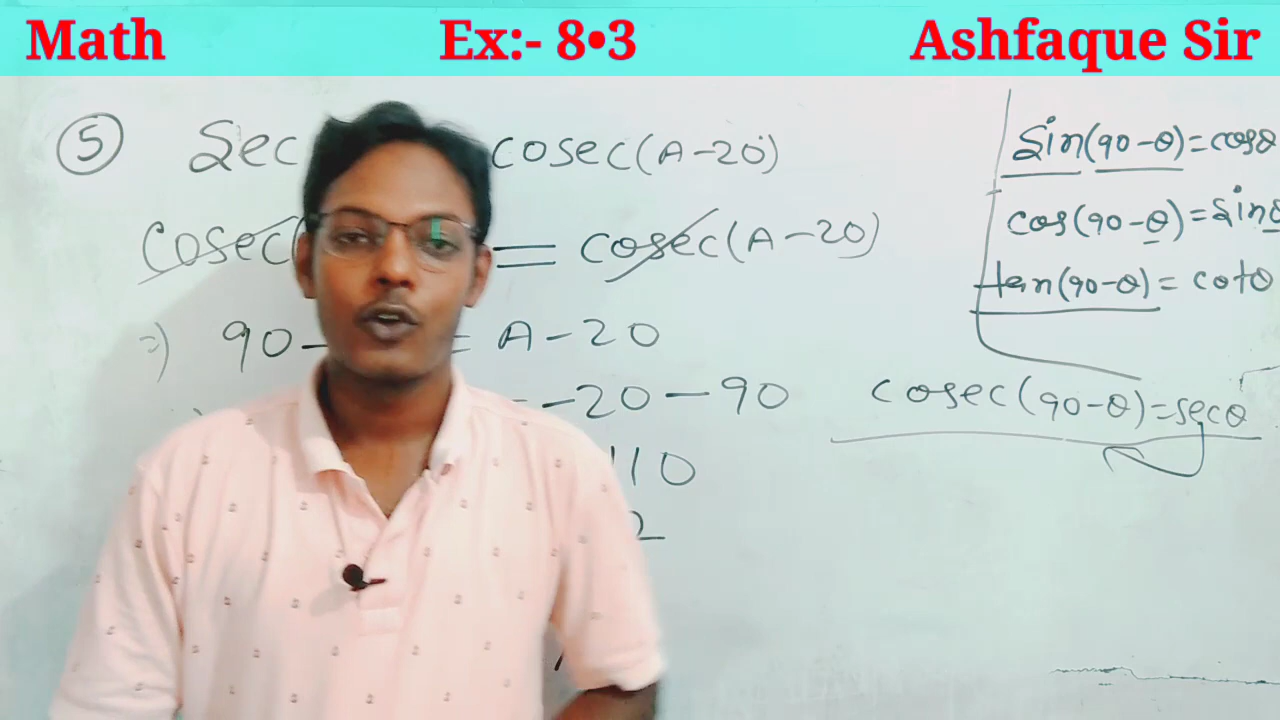 Math Ex:- 8•3 Ashfaque Sir
⑤ Sec cosec(A-20°)
cosec( = cosec(A-20)
=) 90- = A-20
= -20-90
110
2
Sin(90-θ)=cosθ
cos(90-θ)=Sinθ
tan(90-θ)= cotθ
cosec(90-θ)=secθ